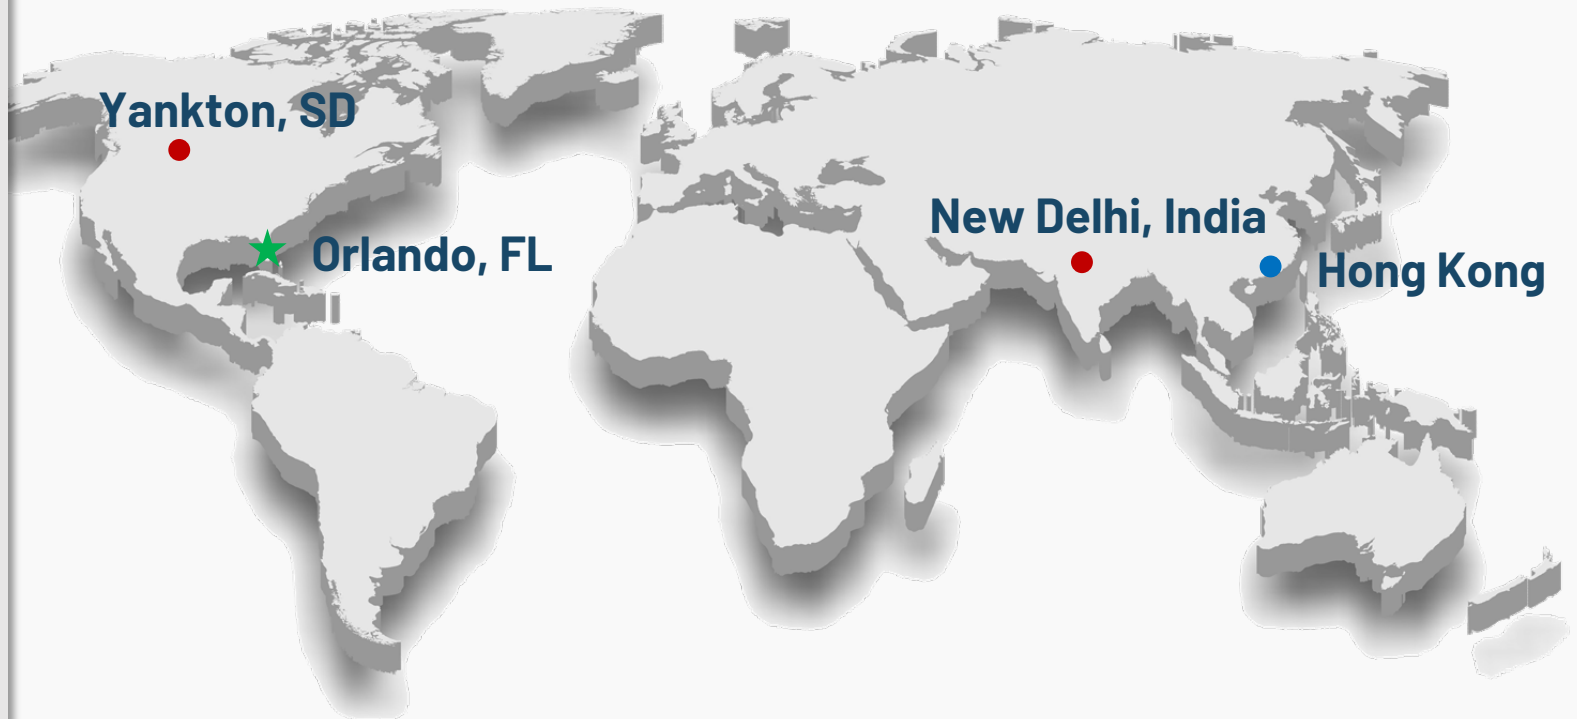 Yankton, SD
New Delhi, India
Orlando, FL
Hong Kong